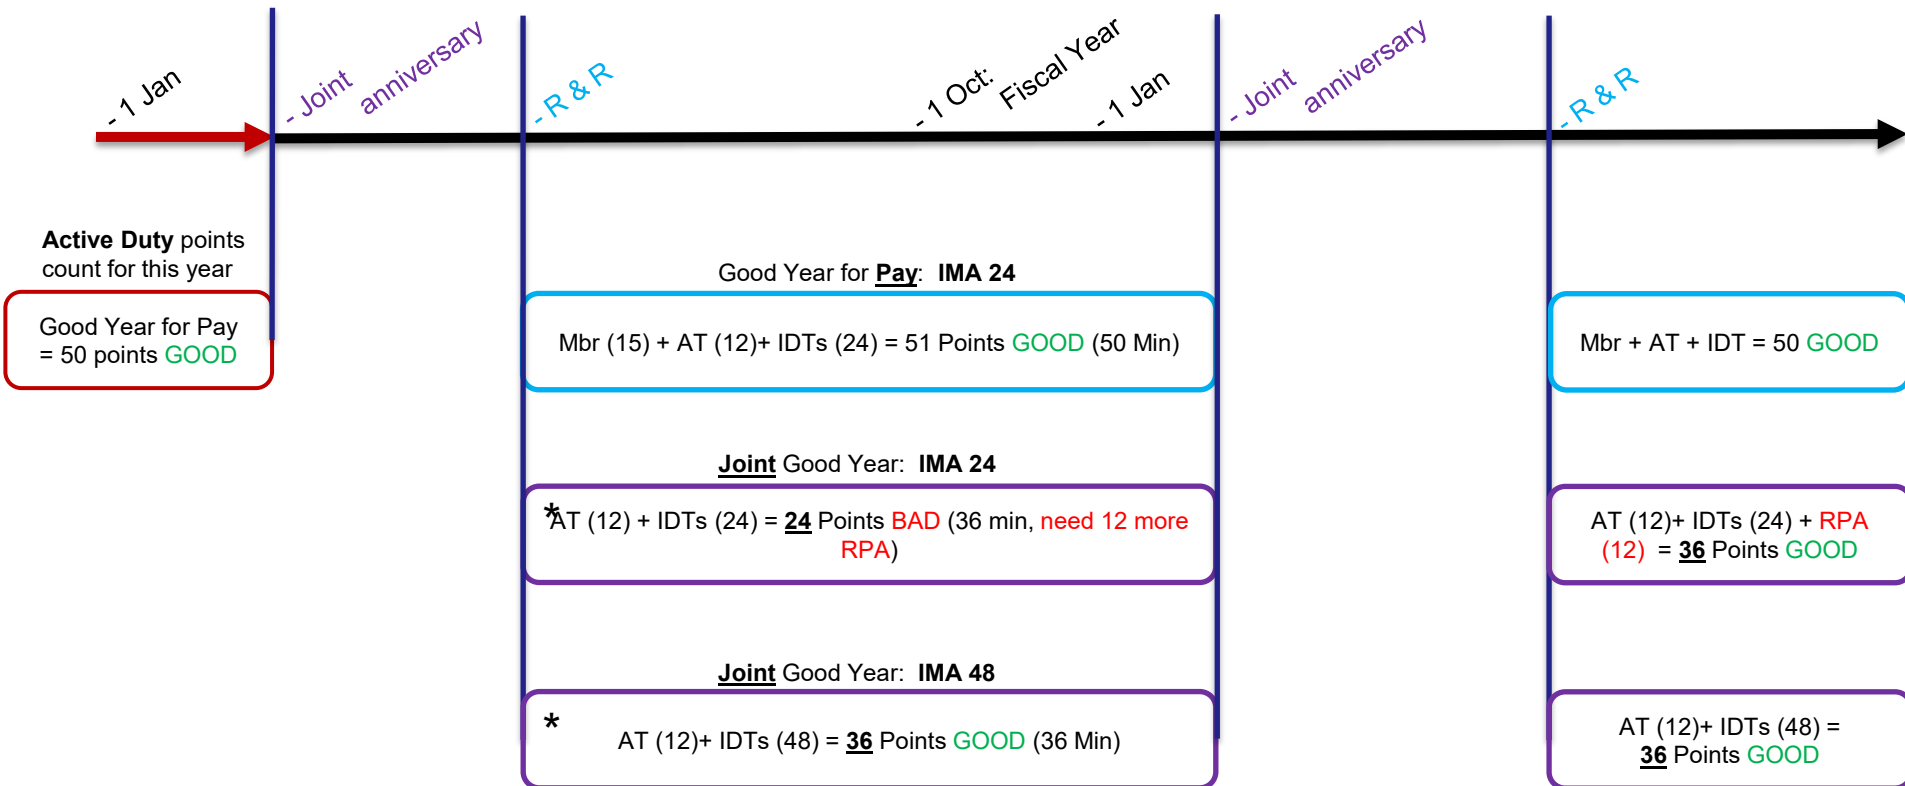 - 1 Jan
- Joint
anniversary
- R & R
- 1 Oct:
Fiscal Year
- 1 Jan
- Joint
anniversary
- R & R
Active Duty points
count for this year
Good Year for Pay
= 50 points GOOD
Good Year for Pay:  IMA 24
Mbr (15) + AT (12)+ IDTs (24) = 51 Points GOOD (50 Min)
Mbr + AT + IDT = 50 GOOD
Joint Good Year:  IMA 24
*AT (12) + IDTs (24) = 24 Points BAD (36 min, need 12 more
RPA)
AT (12)+ IDTs (24) + RPA
(12)  = 36 Points GOOD
Joint Good Year:  IMA 48
* AT (12)+ IDTs (48) = 36 Points GOOD (36 Min)
AT (12)+ IDTs (48) =
36 Points GOOD